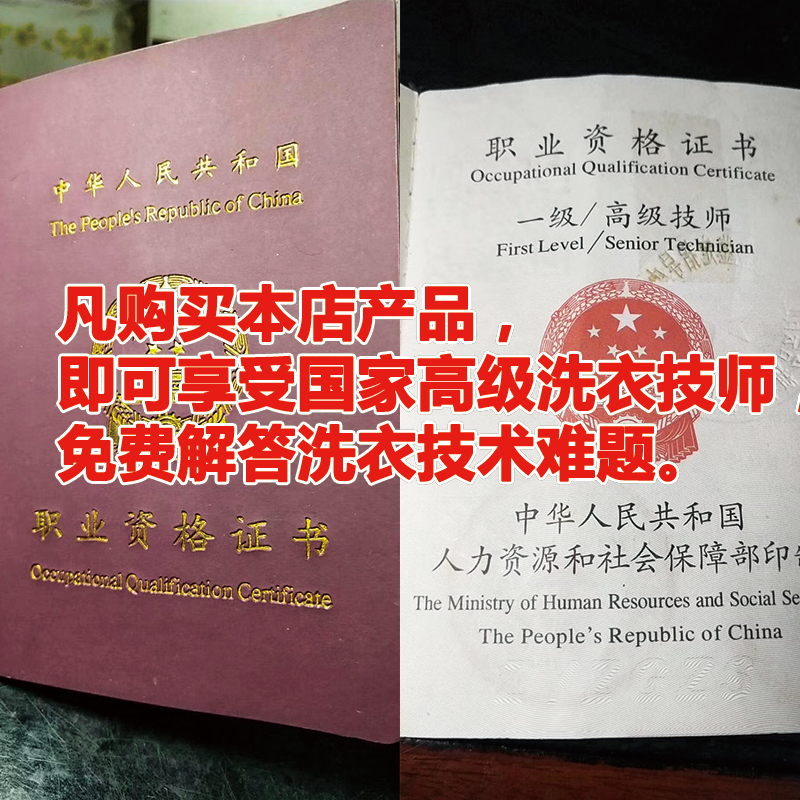 中华人民共和国
The People's Republic of China
职业资格证书
Occupational Qualification Certificate
职业资格证书
Occupational Qualification Certificate
一级/高级技师
First Level/Senior Technician
凡购买本店产品，
即可享受国家高级洗衣技师，
免费解答洗衣技术难题。
中华人民共和国
人力资源和社会保障部印
The Ministry of Human Resources and Social Se
The People's Republic of China